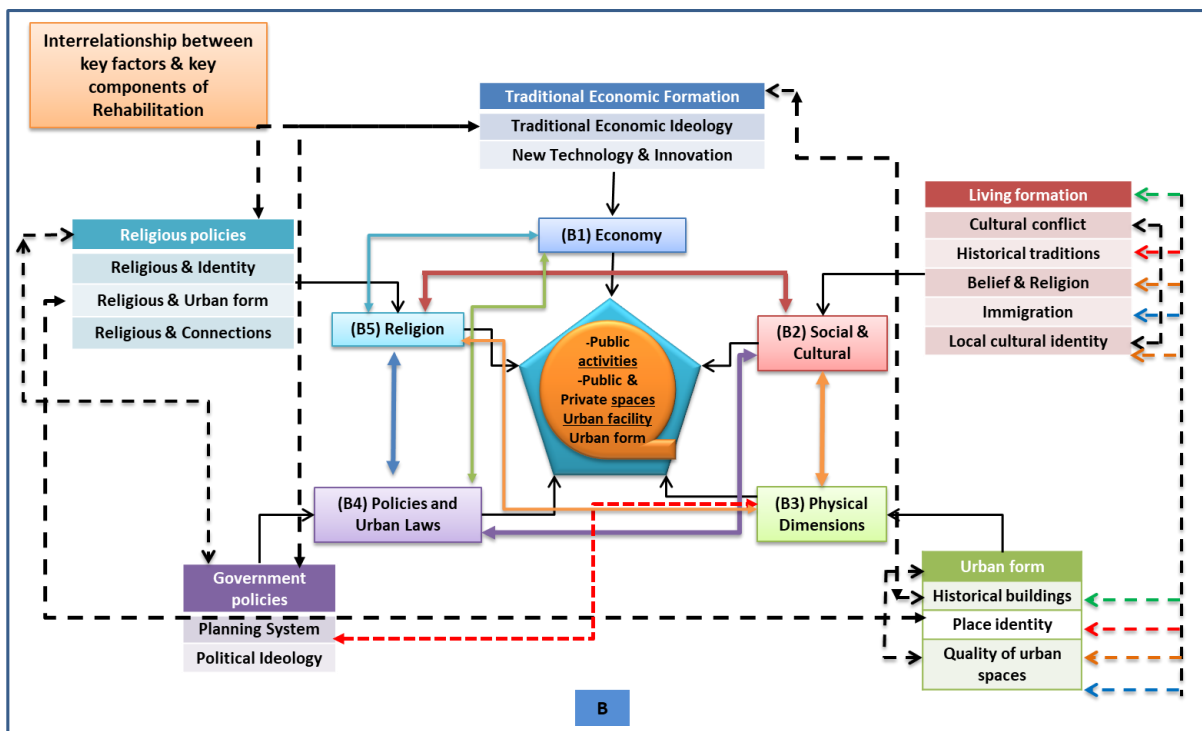 Interrelationship between
key factors & key
components of
Rehabilitation
Traditional Economic Formation
Traditional Economic Ideology
New Technology & Innovation
Living formation
Cultural conflict
Historical traditions
Belief & Religion
Immigration
Local cultural identity
Religious policies
Religious & Identity
Religious & Urban form
Religious & Connections
(B1) Economy
(B5) Religion
(B2) Social &
Cultural
-Public
activities
-Public &
Private spaces
Urban facility
Urban form
(B4) Policies and
Urban Laws
(B3) Physical
Dimensions
Government
policies
Planning System
Political Ideology
Urban form
Historical buildings
Place identity
Quality of urban
spaces
B